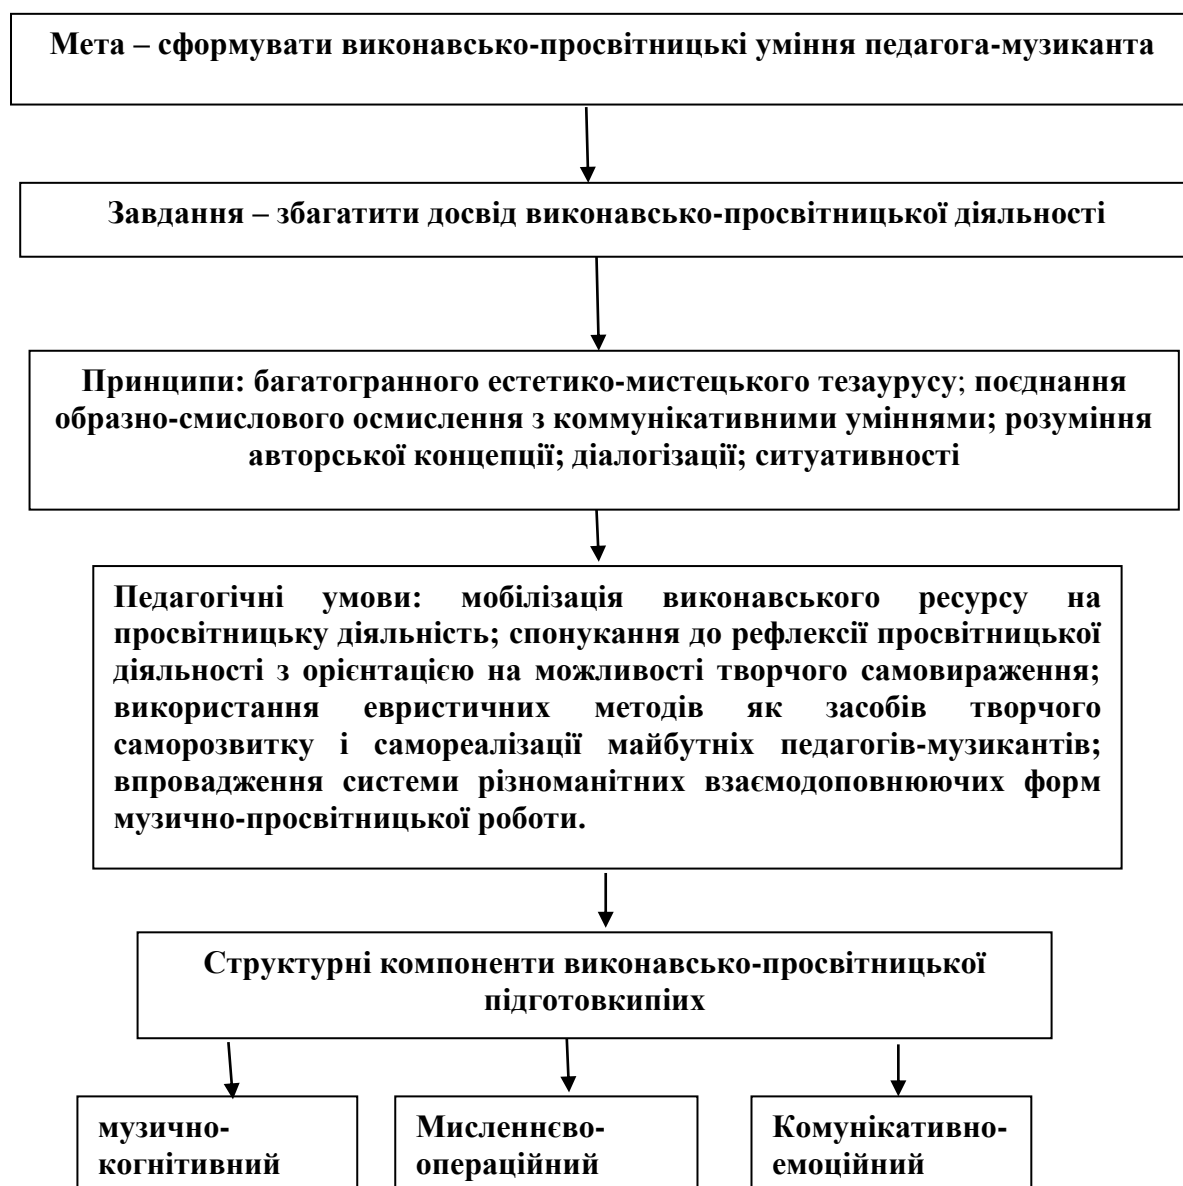 Мета – сформувати виконавсько-просвітницькі уміння педагога-музиканта
Завдання – збагатити досвід виконавсько-просвітницької діяльності
Принципи: багатогранного естетико-мистецького тезаурусу; поєднання
образно-смислового осмислення з коммунікативними уміннями; розуміння
авторської концепції; діалогізації; ситуативності
Педагогічні умови: мобілізація виконавського ресурсу на
просвітницьку діяльність; спонукання до рефлексії просвітницької
діяльності з орієнтацією на можливості творчого самовираження;
використання евристичних методів як засобів творчого
саморозвитку і самореалізації майбутніх педагогів-музикантів;
впровадження системи різноманітних взаємодоповнюючих форм
музично-просвітницької роботи.
Структурні компоненти виконавсько-просвітницької
підготовкипіих
музично-
когнітивний
Мисленнєво-
операційний
Комунікативно-
емоційний